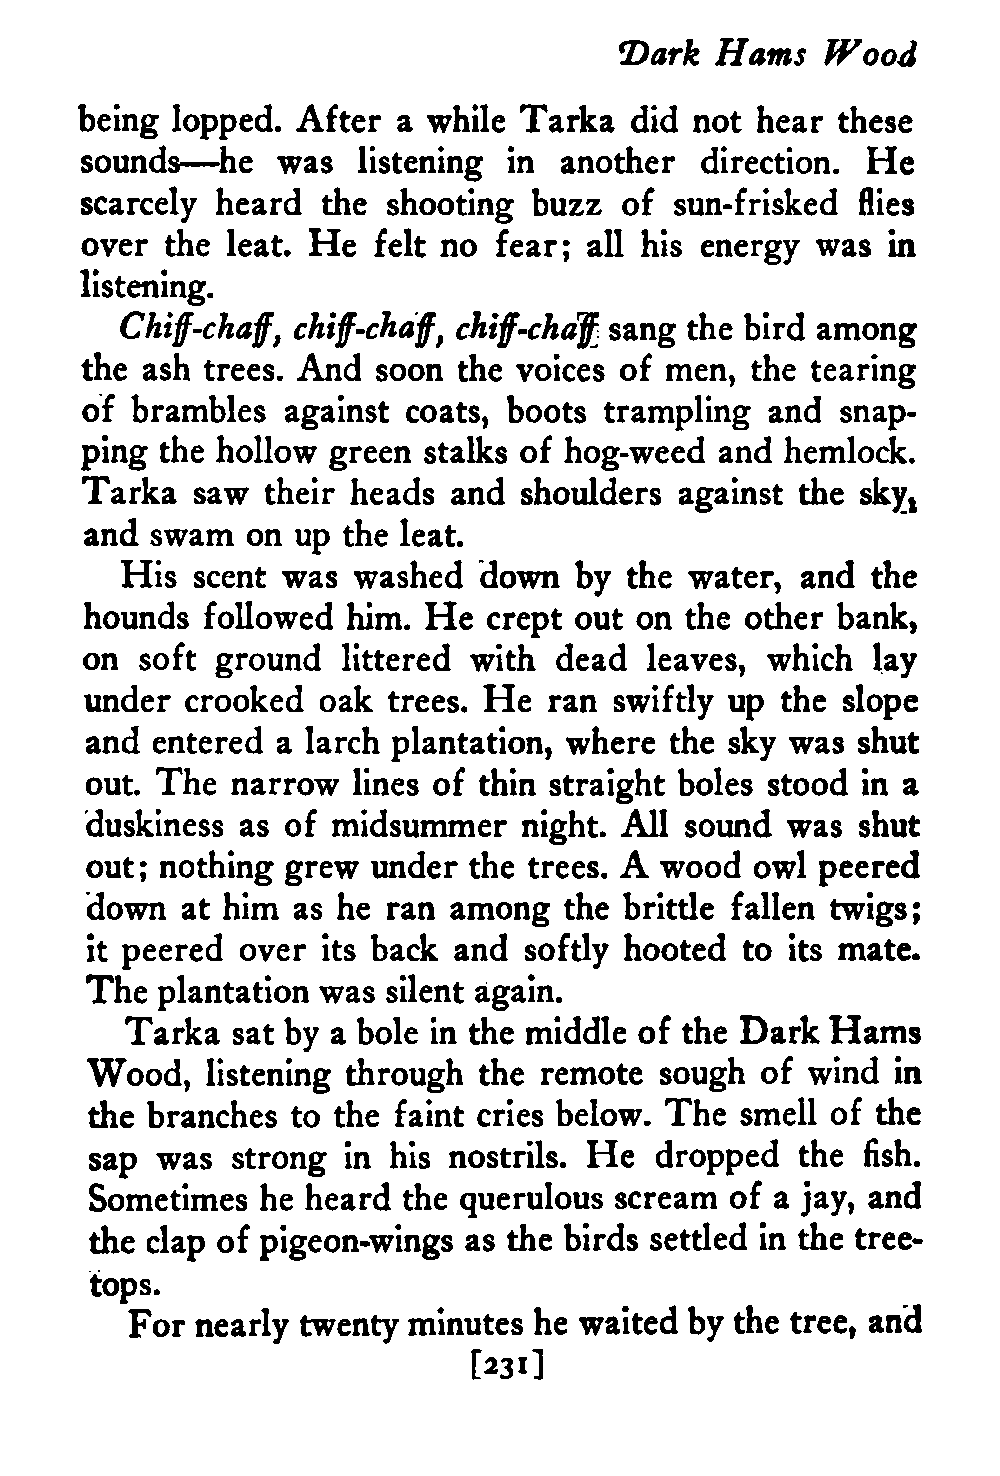 Dark Hams Wood
being lopped. After a while Tarka did not hear these
sounds—he was listening in another direction. He
scarcely heard the shooting buzz of sun-frisked flies
over the leat. He felt no fear; all his energy was in
listening.
Chiff-chaff, chiff-chaff, chiff-chaff: sang the bird among
the ash trees. And soon the voices of men, the tearing
of brambles against coats, boots trampling and snap-
ping the hollow green stalks of hog-weed and hemlock.
Tarka saw their heads and shoulders against the sky,
and swam on up the leat.
His scent was washed down by the water, and the
hounds followed him. He crept out on the other bank,
on soft ground littered with dead leaves, which lay
under crooked oak trees. He ran swiftly up the slope
and entered a larch plantation, where the sky was shut
out. The narrow lines of thin straight boles stood in a
duskiness as of midsummer night. All sound was shut
out; nothing grew under the trees. A wood owl peered
down at him as he ran among the brittle fallen twigs;
it peered over its back and softly hooted to its mate.
The plantation was silent again.
Tarka sat by a bole in the middle of the Dark Hams
Wood, listening through the remote sough of wind in
the branches to the faint cries below. The smell of the
sap was strong in his nostrils. He dropped the fish.
Sometimes he heard the querulous scream of a jay, and
the clap of pigeon-wings as the birds settled in the tree-
tops.
For nearly twenty minutes he waited by the tree, and
[231]